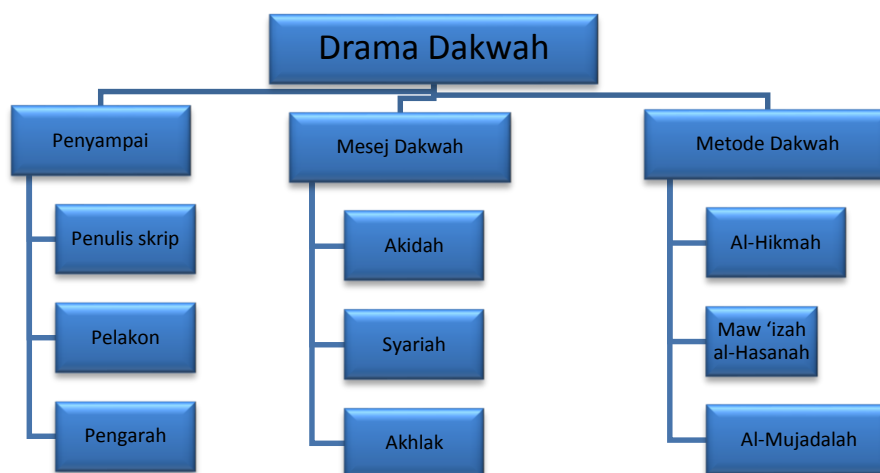 Drama Dakwah
Penyampai
Penulis skrip
Pelakon
Pengarah
Mesej Dakwah
Akidah
Syariah
Akhlak
Metode Dakwah
Al-Hikmah
Maw ‘izah
al-Hasanah
Al-Mujadalah